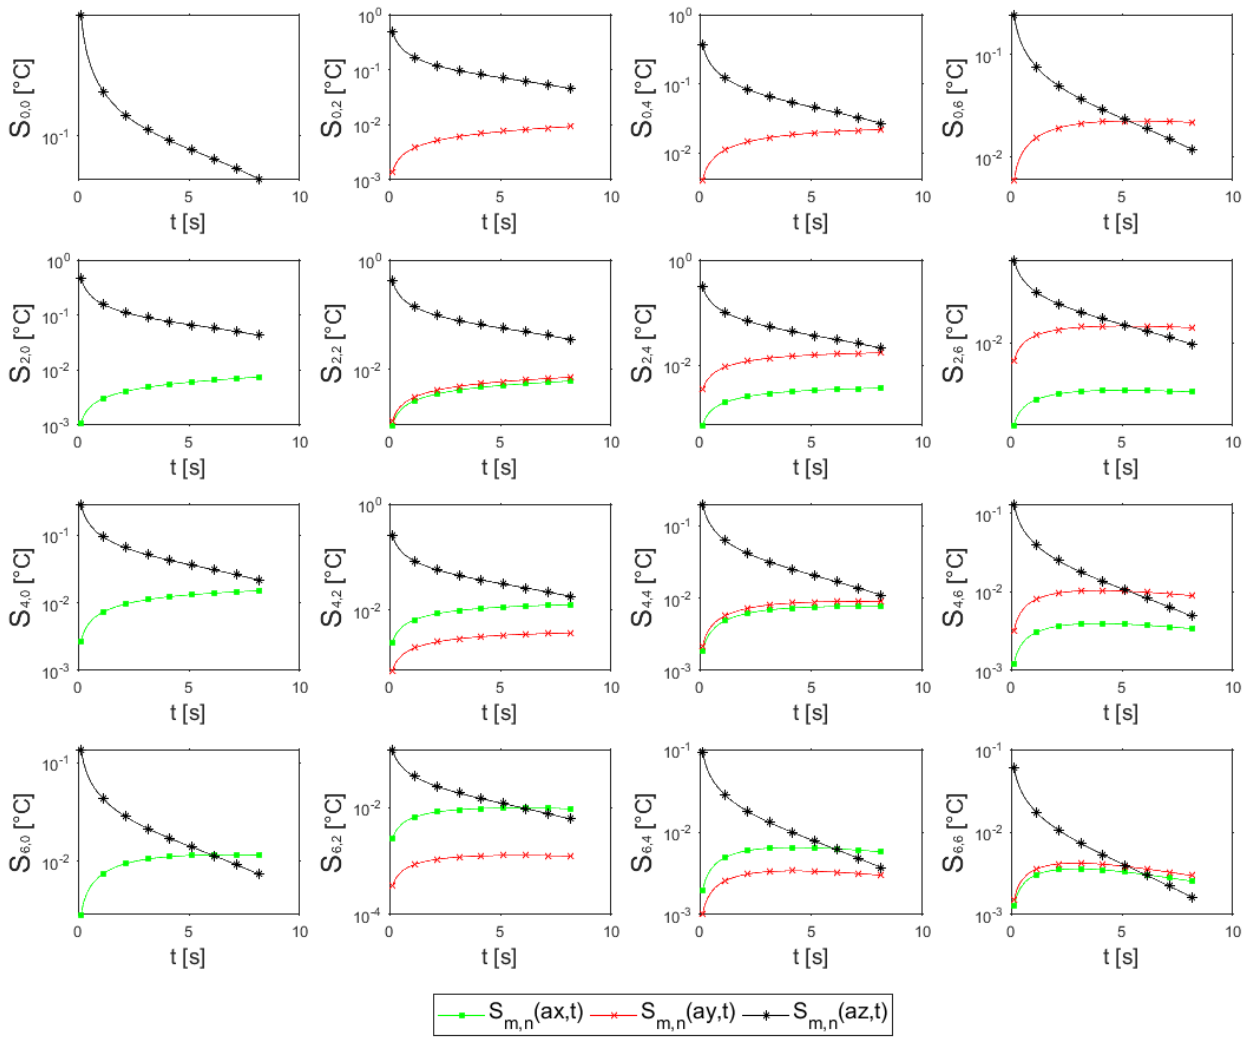 S0,0 [°C]
10^-1
0 5 10
t [s]
S0,2 [°C]
10^0
10^-1
10^-2
10^-3
0 5 10
t [s]
S0,4 [°C]
10^0
10^-1
10^-2
0 5 10
t [s]
S0,6 [°C]
10^-1
10^-2
0 5 10
t [s]
S2,0 [°C]
10^0
10^-1
10^-2
10^-3
0 5 10
t [s]
S2,2 [°C]
10^0
10^-2
0 5 10
t [s]
S2,4 [°C]
10^0
10^-2
0 5 10
t [s]
S2,6 [°C]
10^-2
0 5 10
t [s]
S4,0 [°C]
10^-1
10^-2
10^-3
0 5 10
t [s]
S4,2 [°C]
10^0
10^-2
0 5 10
t [s]
S4,4 [°C]
10^-1
10^-2
10^-3
0 5 10
t [s]
S4,6 [°C]
10^-1
10^-2
10^-3
0 5 10
t [s]
S6,0 [°C]
10^-1
10^-2
0 5 10
t [s]
S6,2 [°C]
10^-2
10^-4
0 5 10
t [s]
S6,4 [°C]
10^-1
10^-2
10^-3
0 5 10
t [s]
S6,6 [°C]
10^-1
10^-2
10^-3
0 5 10
t [s]
Sm,n(ax,t) Sm,n(ay,t) Sm,n(az,t)